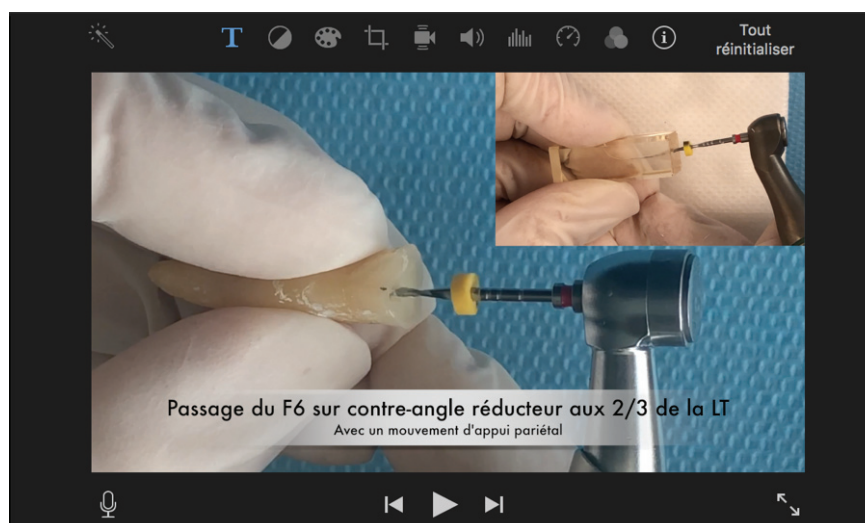 Tout
réinitialiser
Passage du F6 sur contre-angle réducteur aux 2/3 de la LT
Avec un mouvement d'appui pariétal